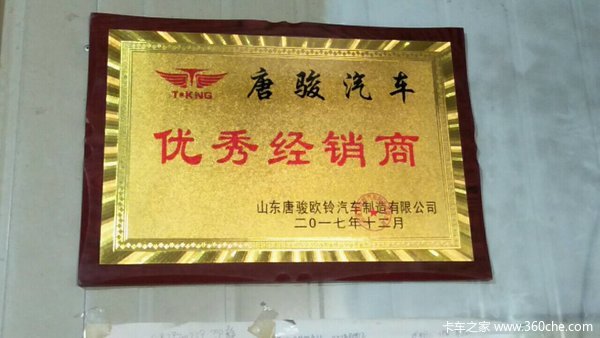 T★KNG 唐骏汽车
优秀经销商
山东唐骏欧铃汽车制造有限公司
二〇一七年十二月
卡车之家 www.360che.com